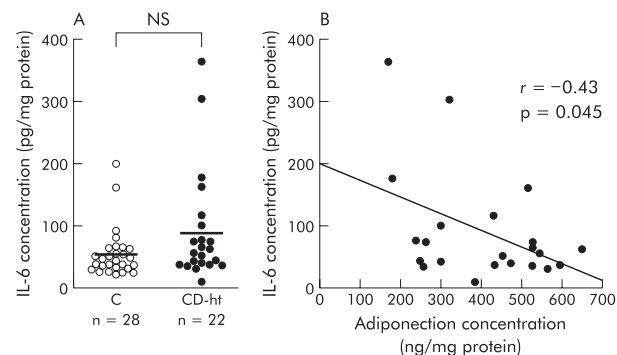 A
NS
IL-6 concentration (pg/mg protein)
400
300
200
100
0
C
CD-ht
n = 28
n = 22
B
IL-6 concentration (pg/mg protein)
400
300
200
100
0
r = −0.43
p = 0.045
0 100 200 300 400 500 600 700
Adiponection concentration
(ng/mg protein)